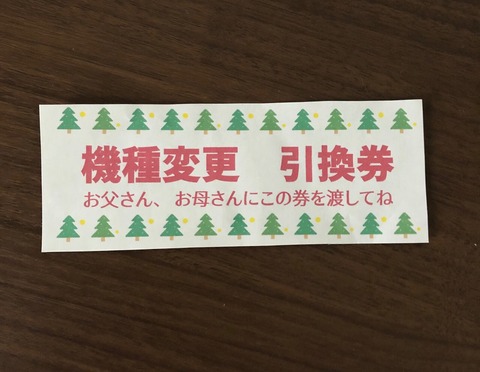 機種変更　引換券
お父さん、お母さんにこの券を渡してね